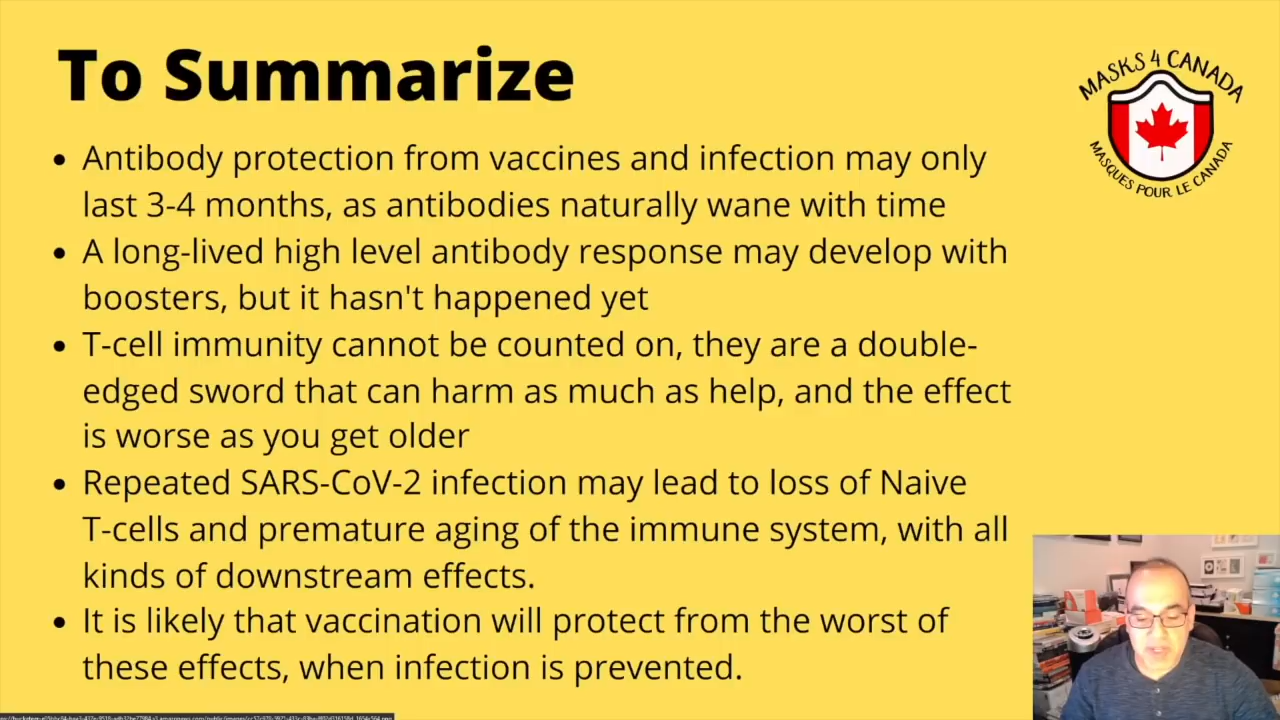 To Summarize
MASKS 4 CANADA
MASQUES POUR LE CANADA
• Antibody protection from vaccines and infection may only
last 3-4 months, as antibodies naturally wane with time
• A long-lived high level antibody response may develop with
boosters, but it hasn't happened yet
• T-cell immunity cannot be counted on, they are a double-
edged sword that can harm as much as help, and the effect
is worse as you get older
• Repeated SARS-CoV-2 infection may lead to loss of Naive
T-cells and premature aging of the immune system, with all
kinds of downstream effects.
• It is likely that vaccination will protect from the worst of
these effects, when infection is prevented.